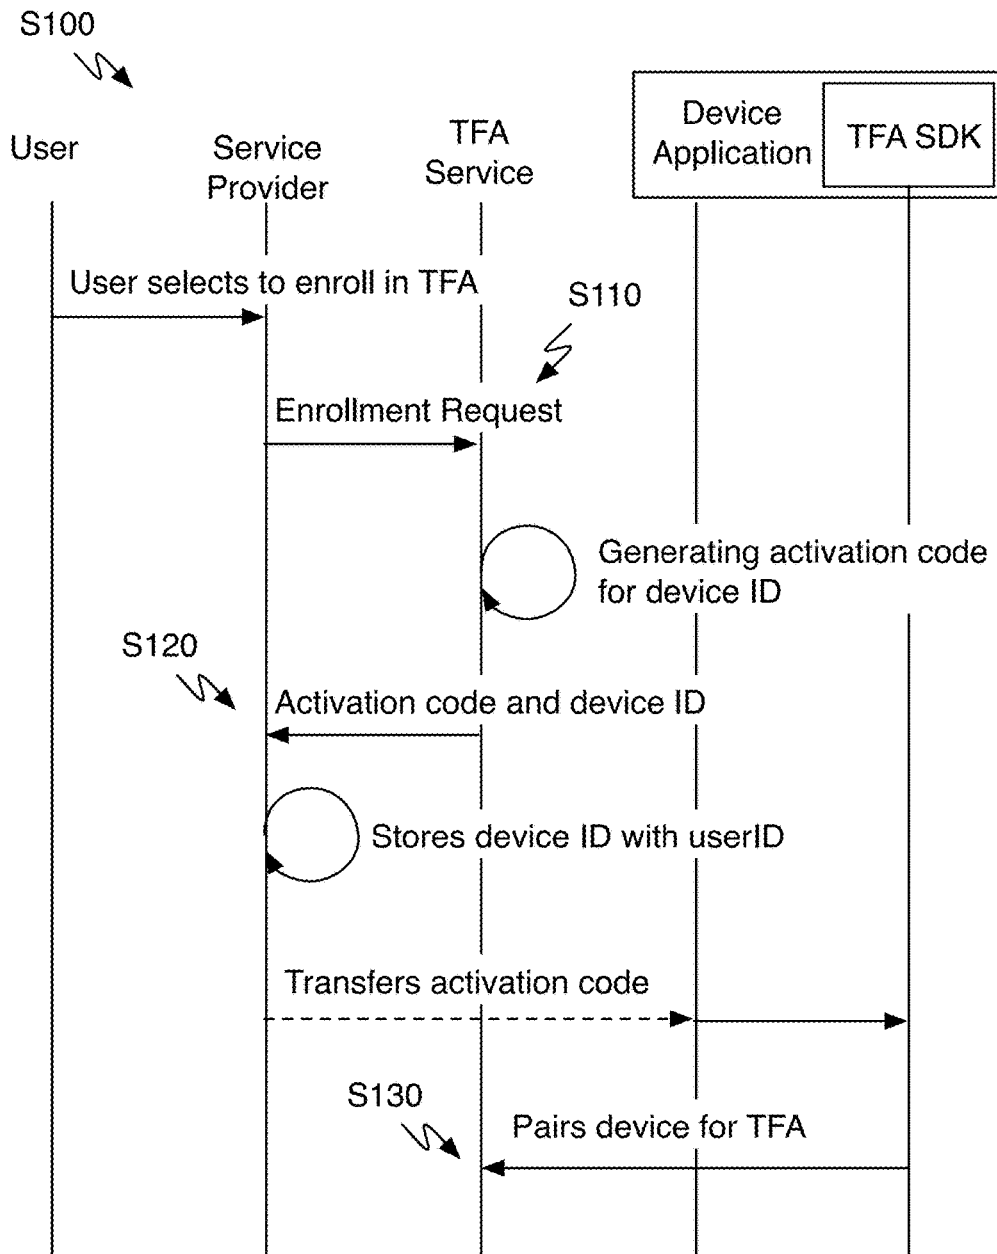 S100
User
Service
Provider
TFA
Service
Device
Application
TFA SDK
User selects to enroll in TFA
S110
Enrollment Request
Generating activation code
for device ID
S120
Activation code and device ID
Stores device ID with userID
Transfers activation code
S130
Pairs device for TFA